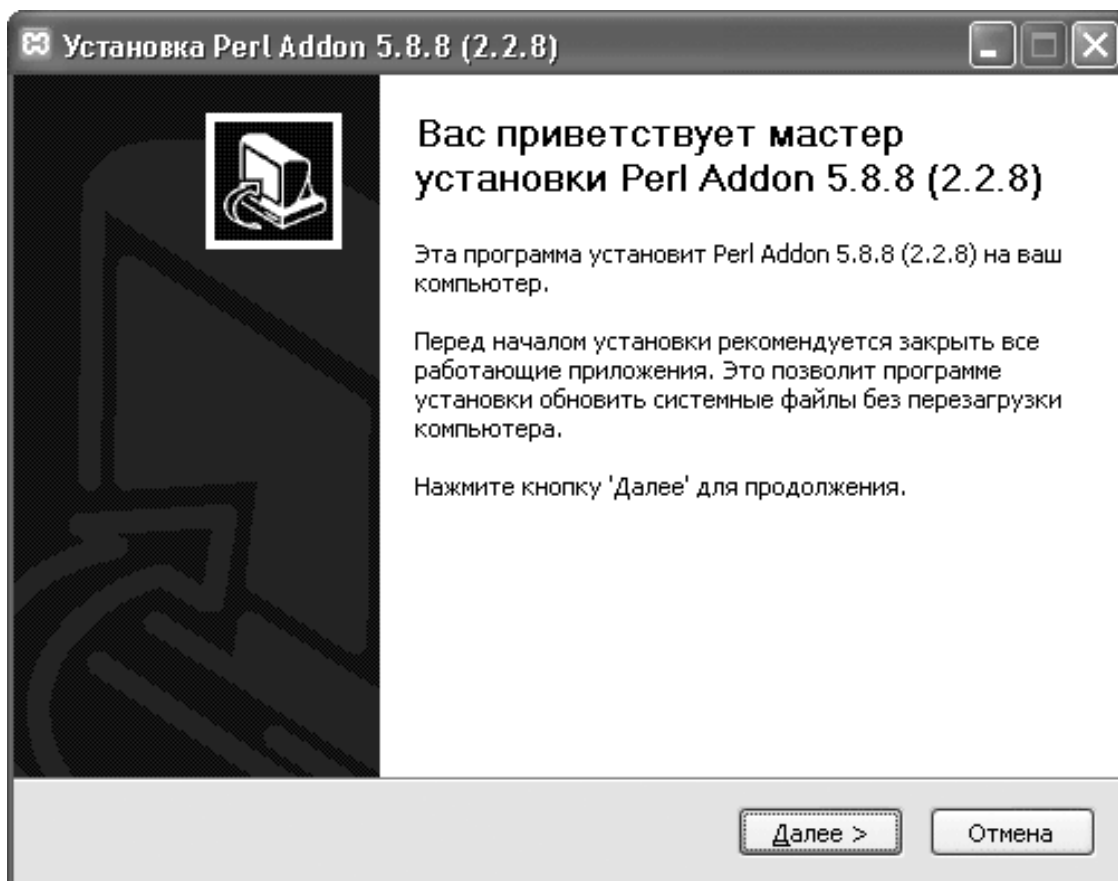 Установка Perl Addon 5.8.8 (2.2.8)
Вас приветствует мастер
установки Perl Addon 5.8.8 (2.2.8)
Эта программа установит Perl Addon 5.8.8 (2.2.8) на ваш
компьютер.
Перед началом установки рекомендуется закрыть все
работающие приложения. Это позволит программе
установки обновить системные файлы без перезагрузки
компьютера.
Нажмите кнопку 'Далее' для продолжения.
Далее >
Отмена